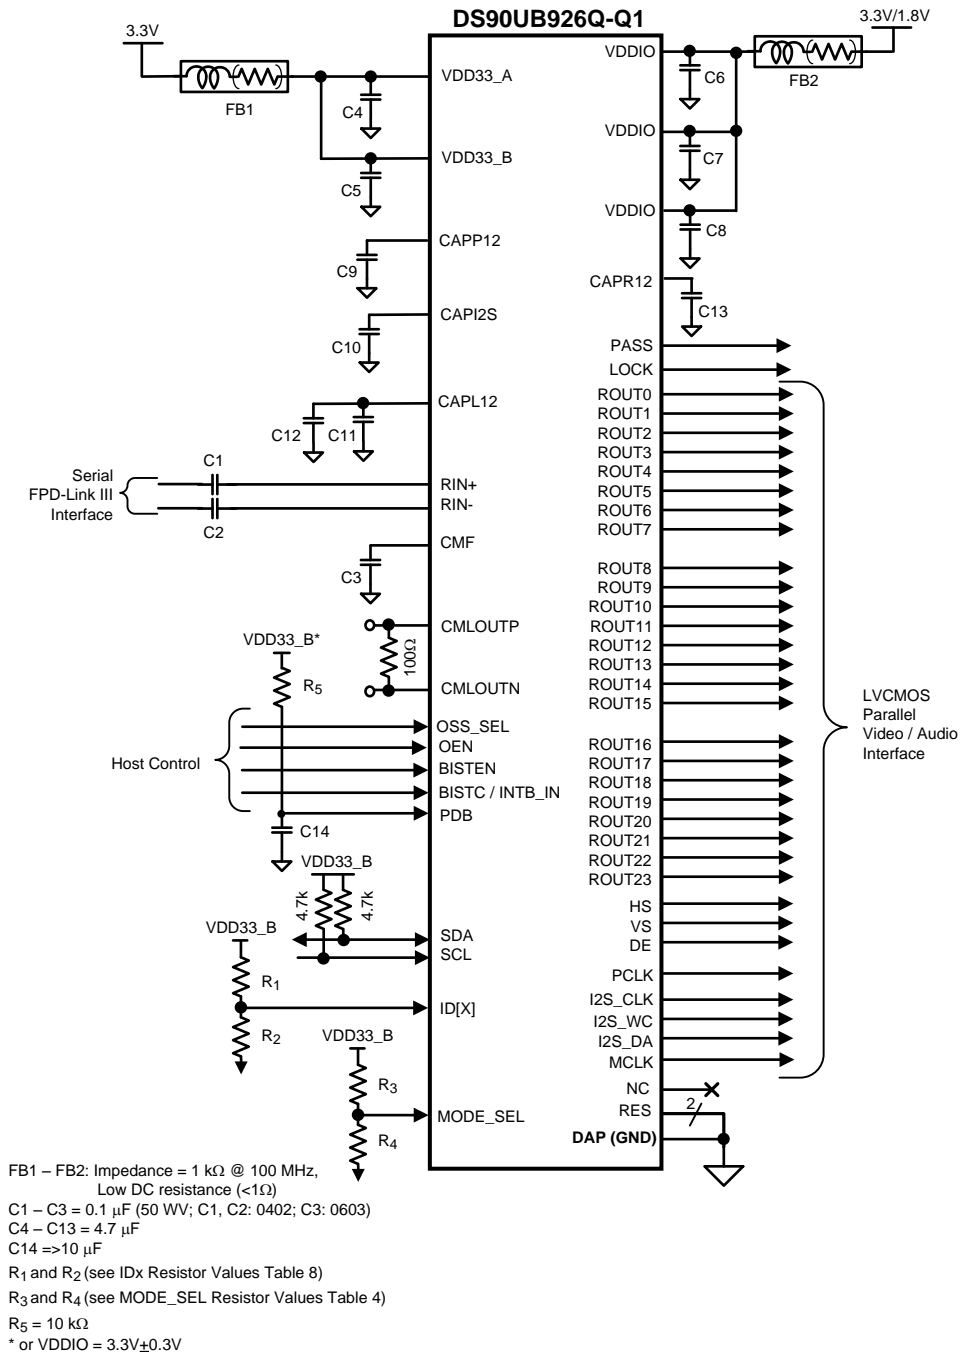 DS90UB926Q-Q1
3.3V
FB1
C4
C5
VDD33_A
VDD33_B
C9
CAPP12
C10
CAPI2S
C12
C11
CAPL12
Serial
FPD-Link III
Interface
C1
C2
RIN+
RIN-
C3
CMF
CMLOUTP
100Ω
CMLOUTN
VDD33_B*
R5
Host Control
OSS_SEL
OEN
BISTEN
BISTC / INTB_IN
PDB
C14
VDD33_B
4.7k
4.7k
SDA
SCL
VDD33_B
R1
R2
ID[X]
VDD33_B
R3
R4
MODE_SEL
3.3V/1.8V
VDDIO
C6
FB2
VDDIO
C7
VDDIO
C8
CAPR12
C13
PASS
LOCK
ROUT0
ROUT1
ROUT2
ROUT3
ROUT4
ROUT5
ROUT6
ROUT7
ROUT8
ROUT9
ROUT10
ROUT11
ROUT12
ROUT13
ROUT14
ROUT15
ROUT16
ROUT17
ROUT18
ROUT19
ROUT20
ROUT21
ROUT22
ROUT23
HS
VS
DE
PCLK
I2S_CLK
I2S_WC
I2S_DA
MCLK
LVCMOS
Parallel
Video / Audio
Interface
NC
RES
2
DAP (GND)
FB1 – FB2: Impedance = 1 kΩ @ 100 MHz,
Low DC resistance (<1Ω)
C1 – C3 = 0.1 μF (50 WV; C1, C2: 0402; C3: 0603)
C4 – C13 = 4.7 μF
C14 =>10 μF
R1 and R2 (see IDx Resistor Values Table 8)
R3 and R4 (see MODE_SEL Resistor Values Table 4)
R5 = 10 kΩ
* or VDDIO = 3.3V±0.3V